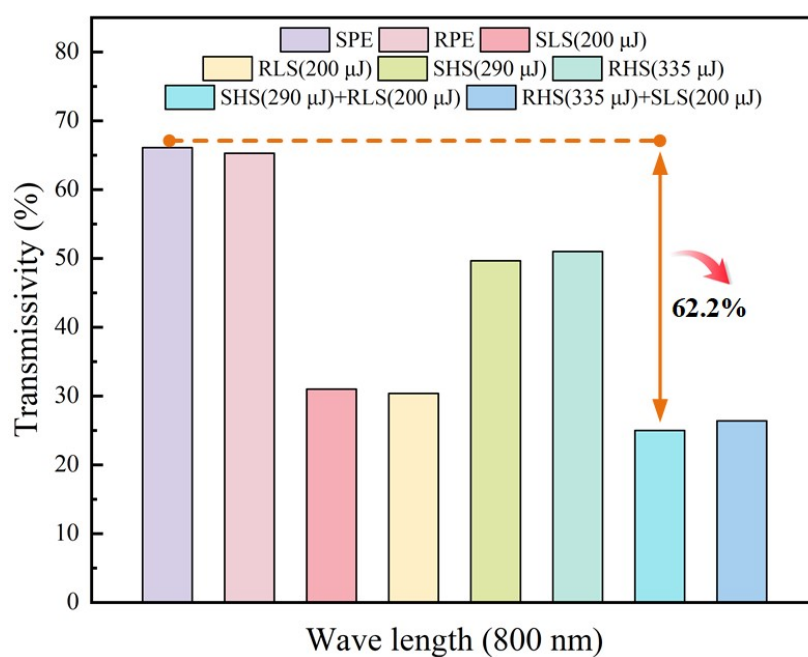 SPE RPE SLS(200 μJ)
RLS(200 μJ) SHS(290 μJ) RHS(335 μJ)
SHS(290 μJ)+RLS(200 μJ) RHS(335 μJ)+SLS(200 μJ)
80
70
60
50
40
30
20
10
0
Transmissivity (%)
62.2%
Wave length (800 nm)